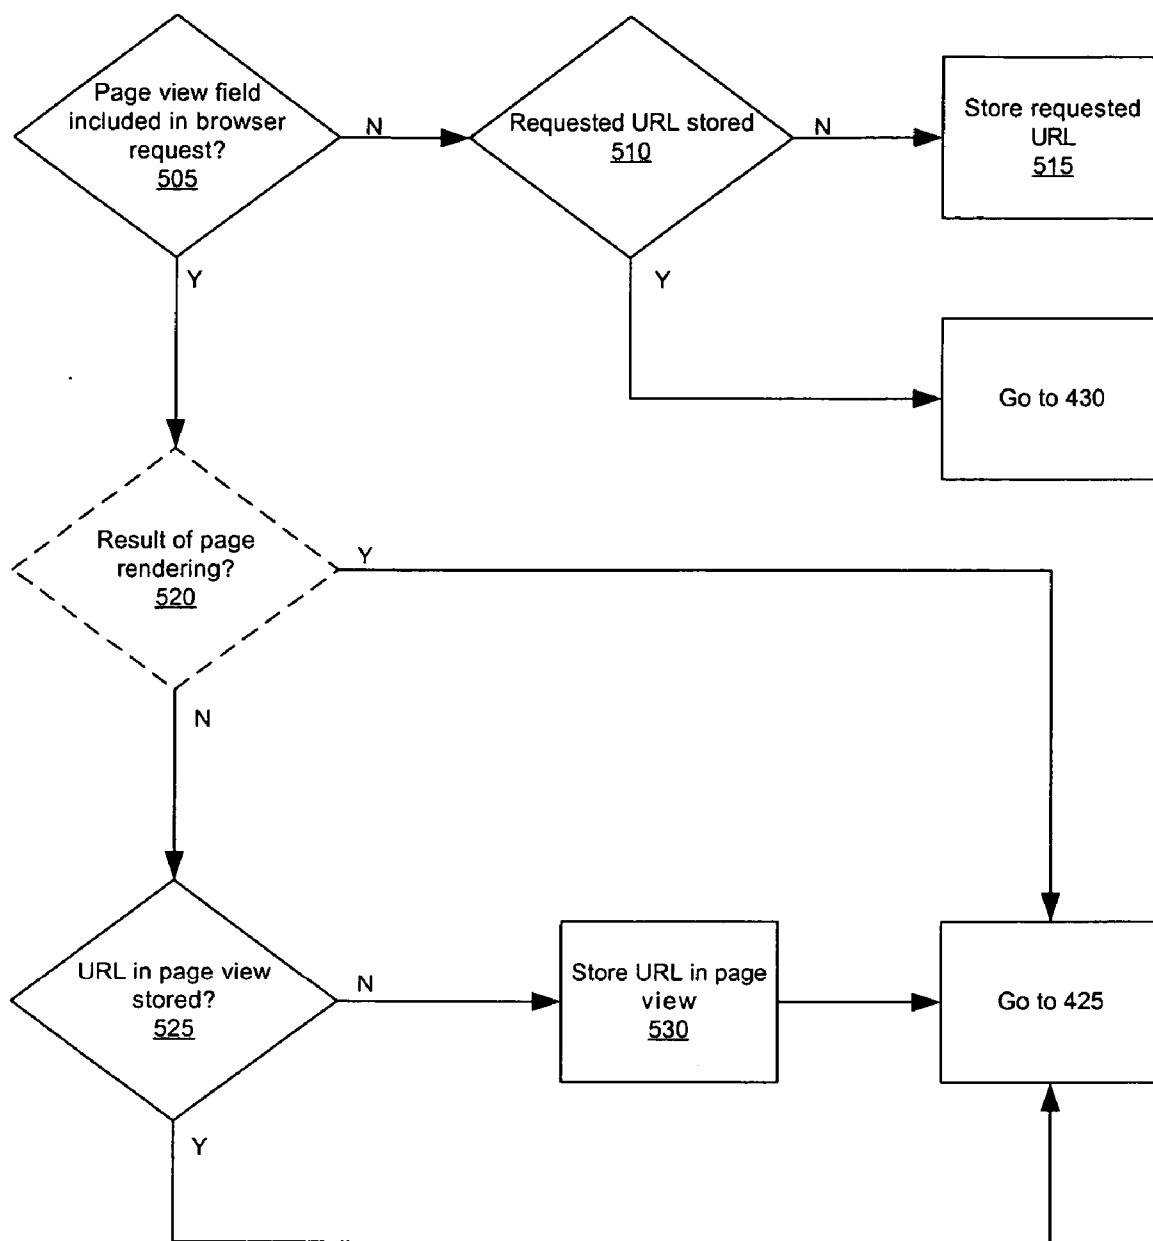 Page view field
included in browser
request?
505
N
Requested URL stored
510
N
Store requested
URL
515
Y
Y
Go to 430
Result of page
rendering?
520
Y
N
URL in page view
stored?
525
N
Store URL in page
view
530
Go to 425
Y